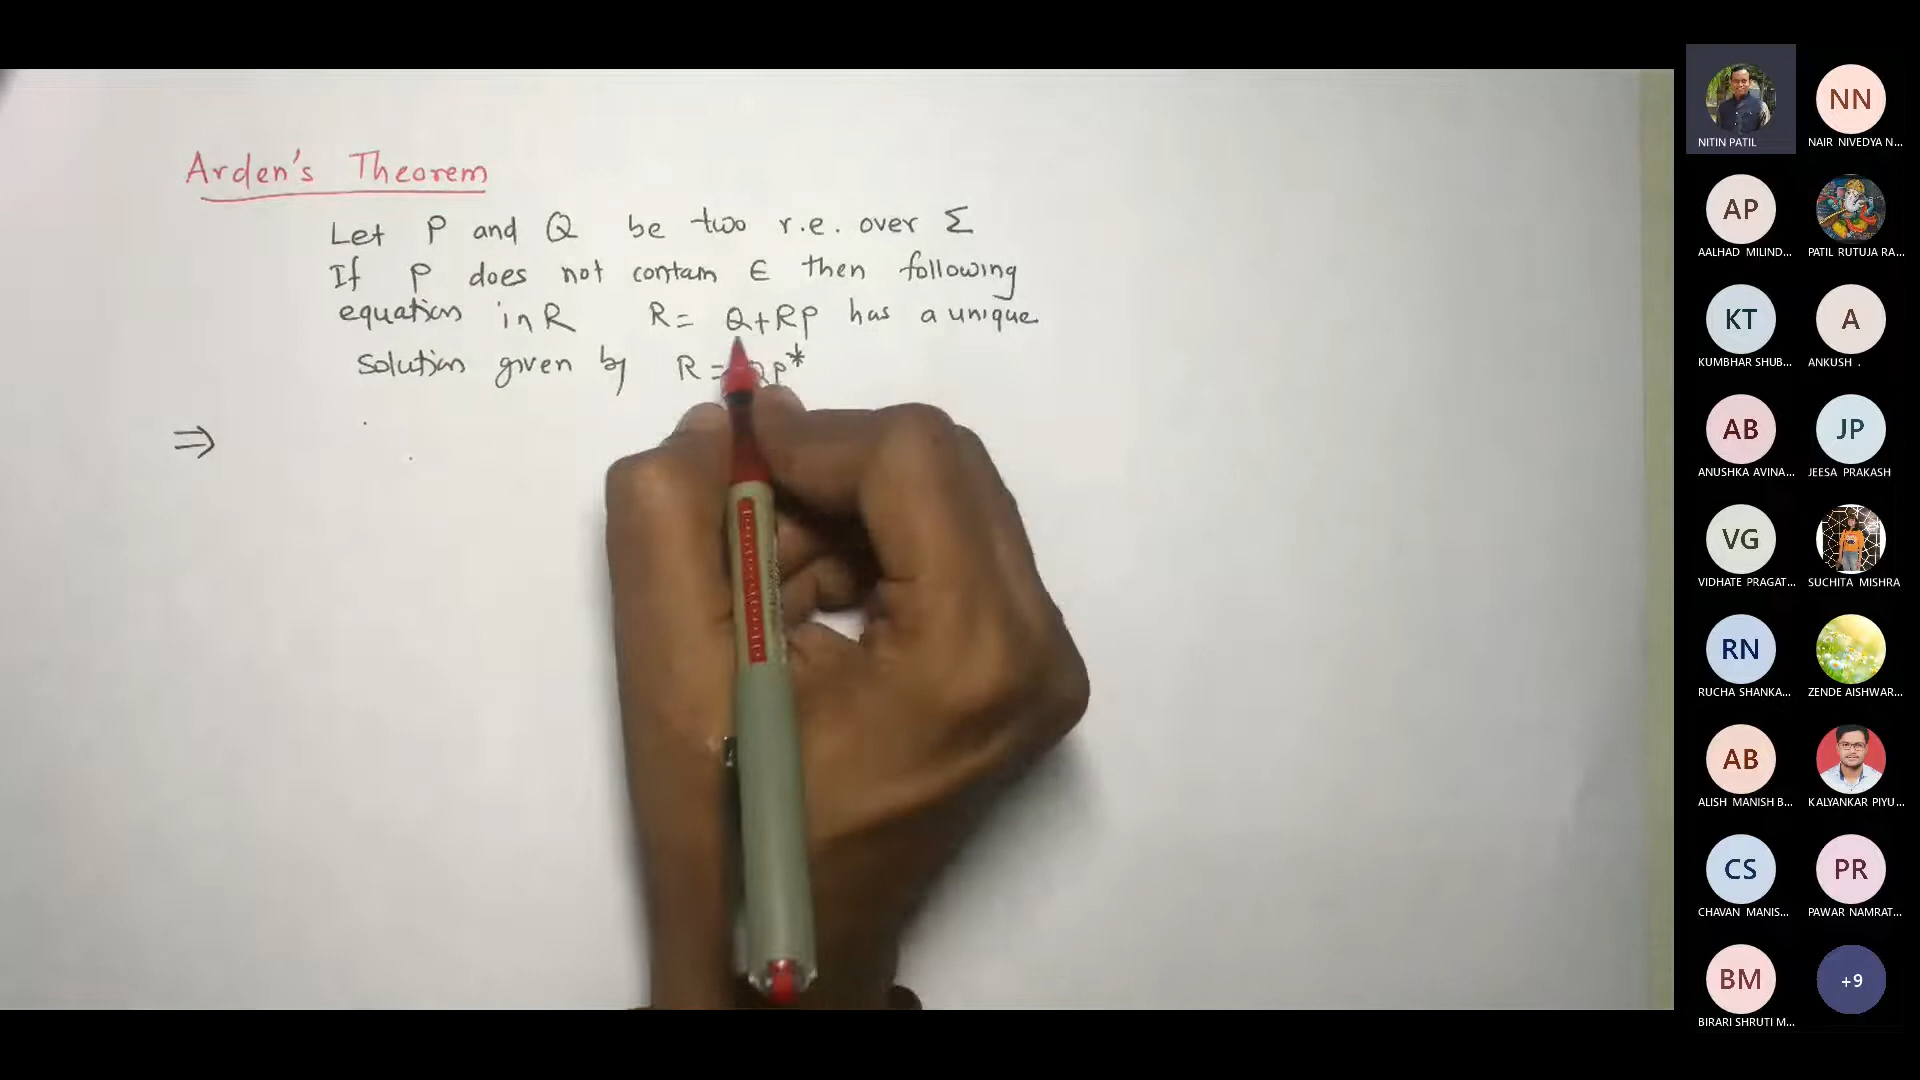 Arden's Theorem
Let P and Q be two r.e. over Σ
If P does not contain ∈ then following
equation in R R = Q+RP has a unique
Solution given by R = QP*
⇒
NITIN PATIL
NN
NAIR NIVEDYA N...
AP
AALHAD MILIND...
PATIL RUTUJA RA...
KT
KUMBHAR SHUB...
A
ANKUSH .
AB
ANUSHKA AVINA...
JP
JEESA PRAKASH
VG
VIDHATE PRAGAT...
SUCHITA MISHRA
RN
RUCHA SHANKA...
ZENDE AISHWAR...
AB
ALISH MANISH B...
KALYANKAR PIYU...
CS
CHAVAN MANIS...
PR
PAWAR NAMRAT...
BM
BIRARI SHRUTI M...
+9